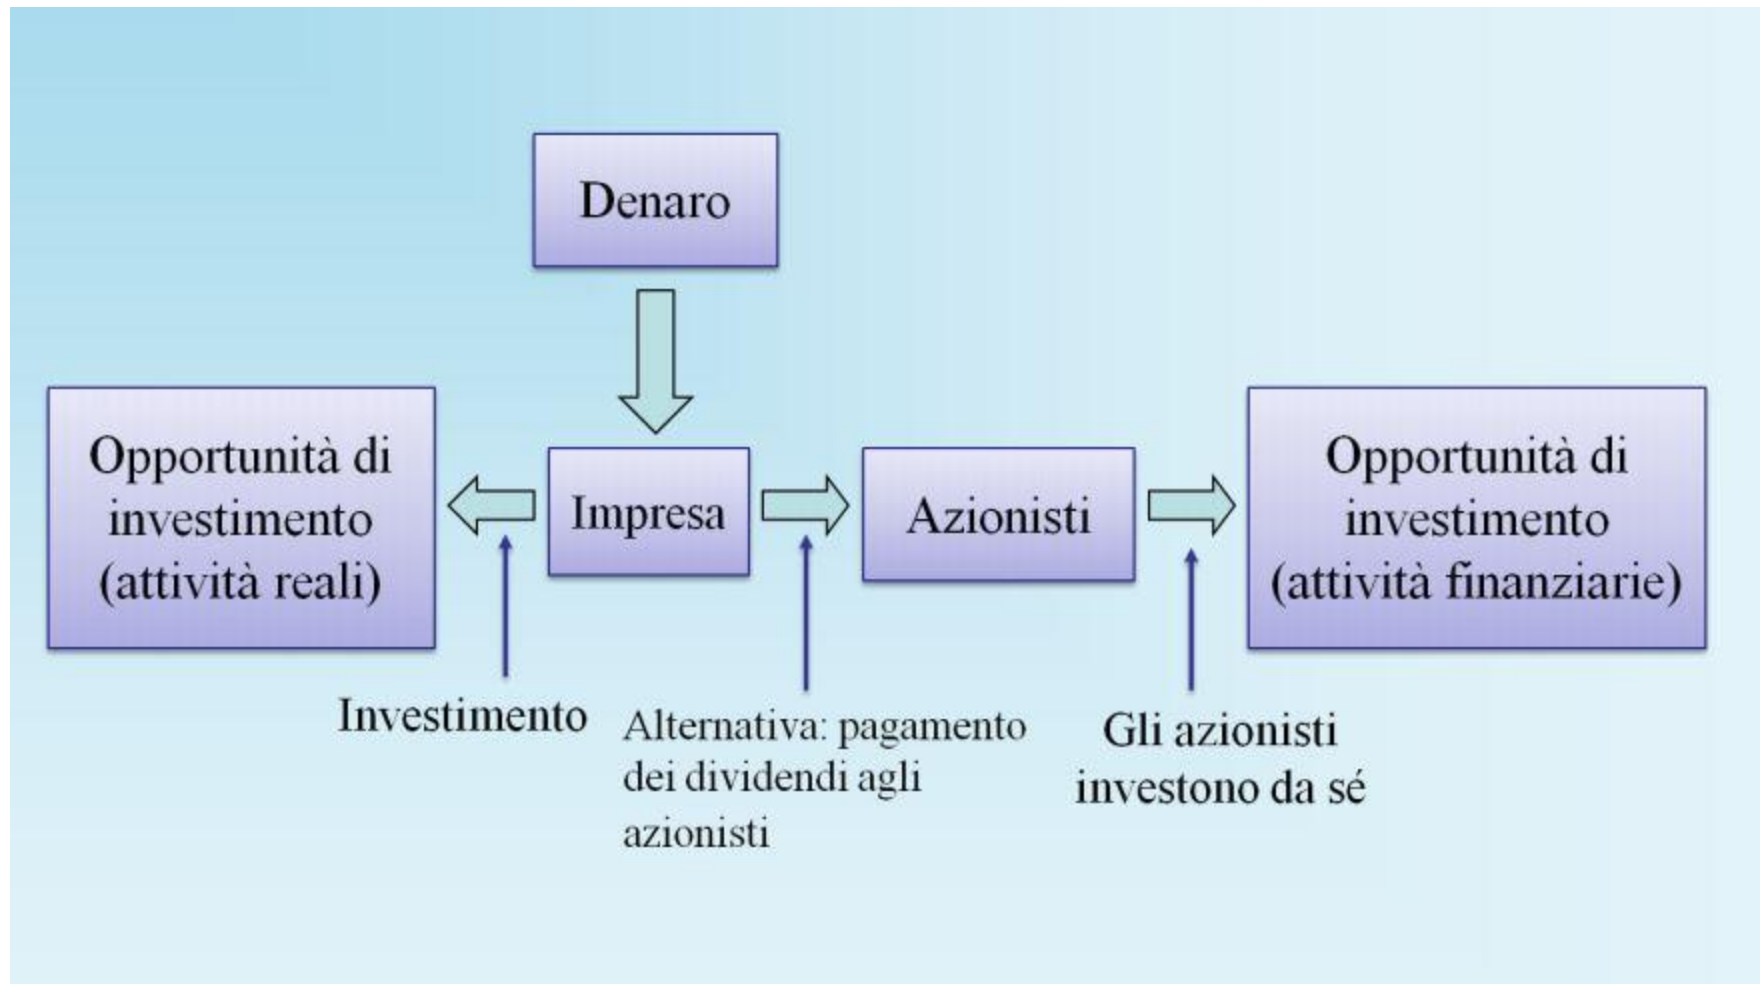 Denaro
Opportunità di
investimento
(attività reali)
Impresa
Azionisti
Opportunità di
investimento
(attività finanziarie)
Investimento
Alternativa: pagamento
dei dividendi agli
azionisti
Gli azionisti
investono da sé